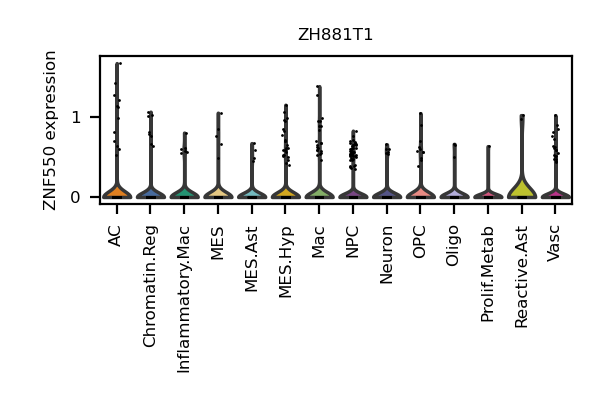 ZH881T1
ZNF550 expression
1
0
AC
Chromatin.Reg
Inflammatory.Mac
MES
MES.Ast
MES.Hyp
Mac
NPC
Neuron
OPC
Oligo
Prolif.Metab
Reactive.Ast
Vasc